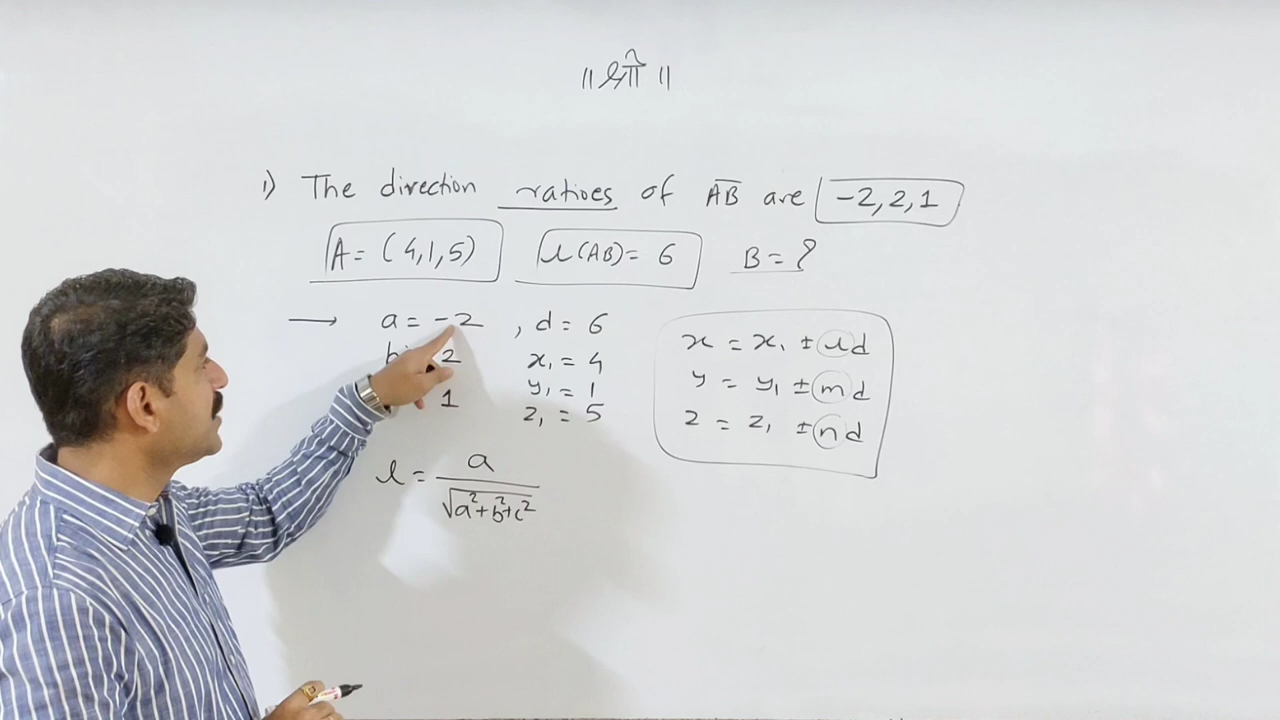 ॥ श्री ॥
1) The direction ratioes of AB are -2, 2, 1
A = (4, 1, 5) l(AB) = 6 B = ?
→ a = -2 , d = 6
b = 2 x₁ = 4
1 y₁ = 1
z₁ = 5
x = x₁ ± ld
y = y₁ ± md
z = z₁ ± nd
l = a / √a²+b²+c²